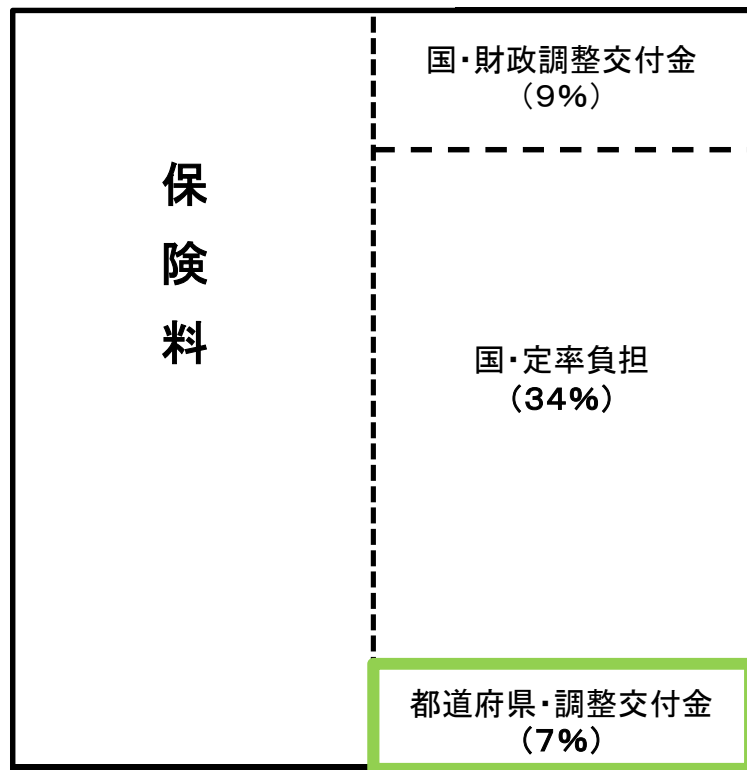 保
険
料
国・財政調整交付金
（９％）
国・定率負担
（34％）
都道府県・調整交付金
（７％）